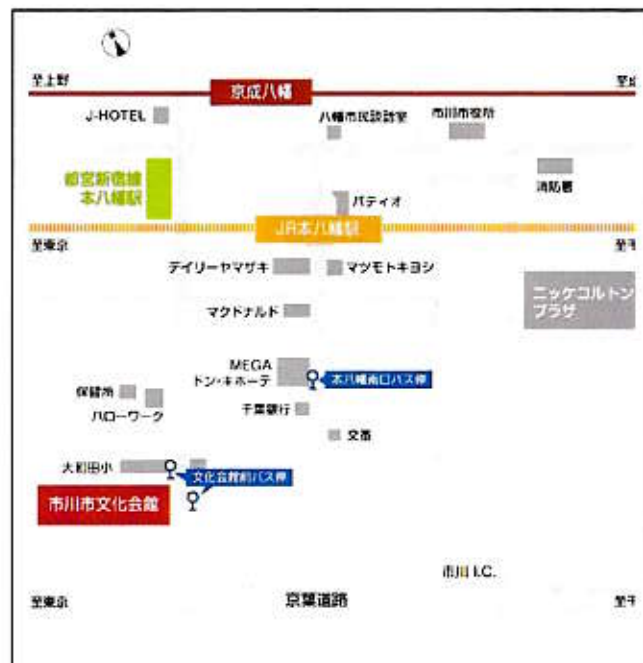 至上野
京成八幡
J-HOTEL
八幡市民談話室
市川市役所
都営新宿線
本八幡駅
消防署
パティオ
JR本八幡駅
至東京
デイリーヤマザキ
マツモトキヨシ
ニッケコルトン
プラザ
マクドナルド
MEGA
ドン・キホーテ
本八幡南口バス停
保健所
ハローワーク
千葉銀行
交番
大和田小
文化会館前バス停
市川市文化会館
市川 I.C.
至東京
京葉道路